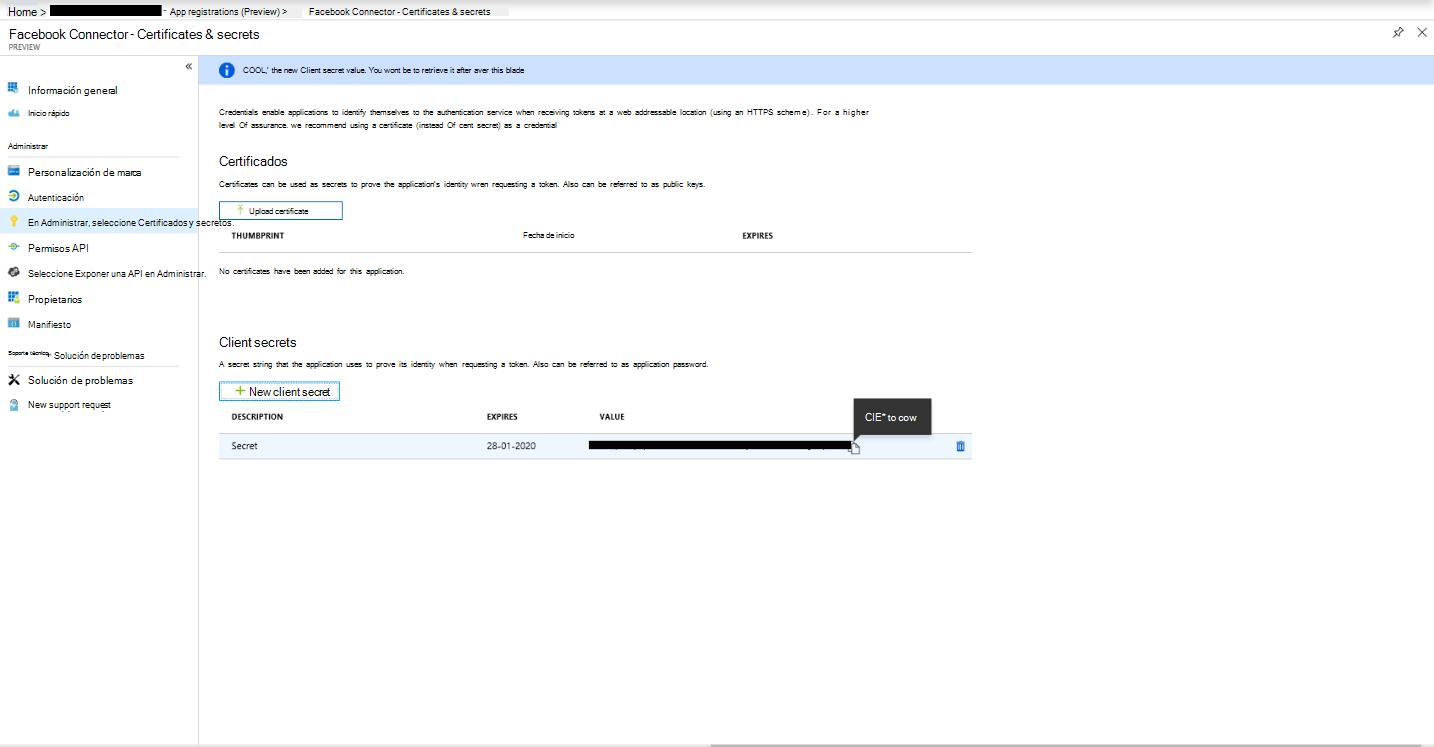 Home > - App registrations (Preview) > Facebook Connector - Certificates & secrets
Facebook Connector- Certificates & secrets
PREVIEW
«
COOL,' the new Client secret value. You wont be to retrieve it after aver this blade
Información general
Inicio rápido
Administrar
Personalización de marca
Autenticación
En Administrar, seleccione Certificados y secretos.
Permisos API
Seleccione Exponer una API en Administrar.
Propietarios
Manifiesto
Soporte técnico, Solución de problemas
Solución de problemas
New support request
Credentials enable applications to identify themselves to the authentication service when receiving tokens at a web addressable location (using an HTTPS scheme). For a higher
level Of assurance. we recommend using a certificate (instead Of cent secret) as a credential
Certificados
Certificates can be used as secrets to prove the application's identity wren requesting a token. Also can be referred to as public keys.
Upload certificate
THUMBPRINT Fecha de inicio EXPIRES
No certificates have been added for this application.
Client secrets
A secret string that the application uses to prove its identity when requesting a token. Also can be referred to as application password.
New client secret
DESCRIPTION EXPIRES VALUE
CIE" to cow
Secret 28-01-2020